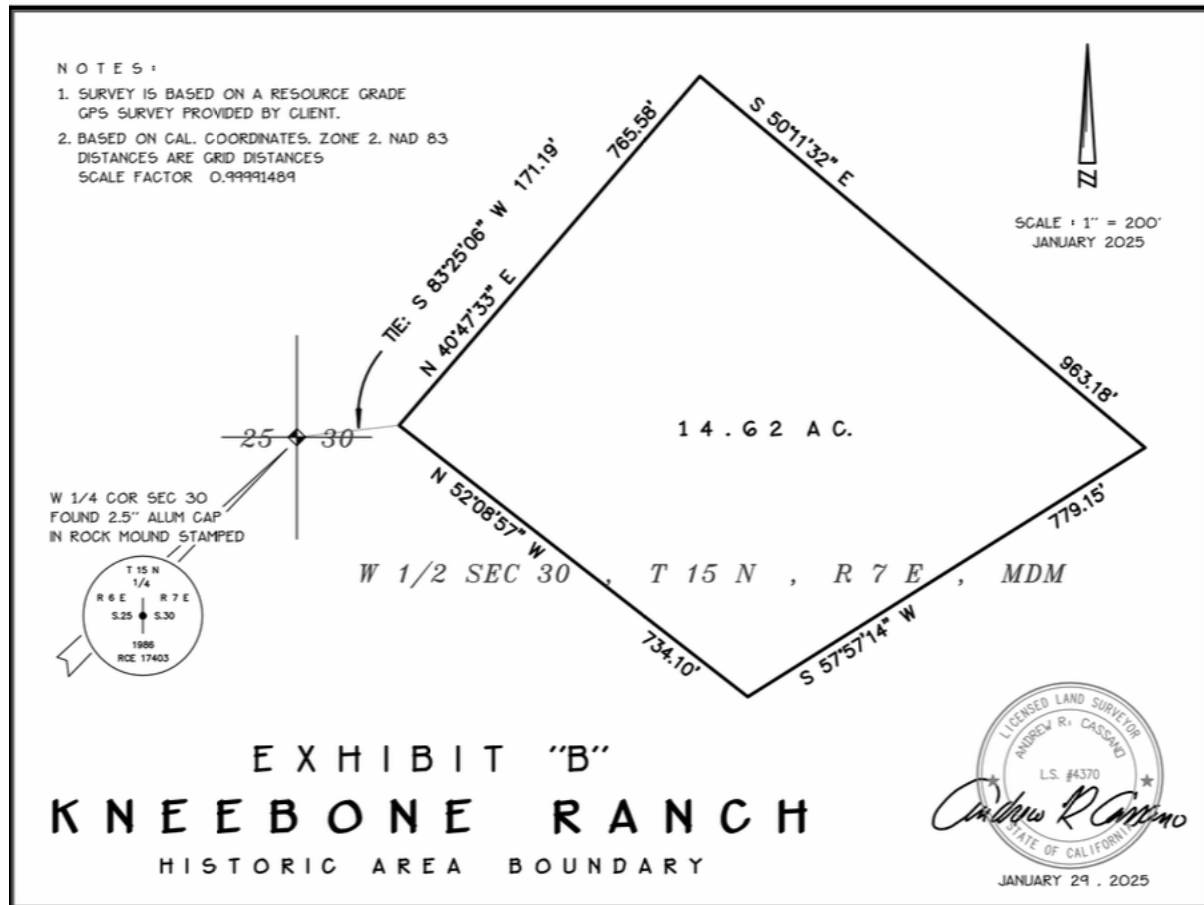 NOTES:
1. SURVEY IS BASED ON A RESOURCE GRADE
GPS SURVEY PROVIDED BY CLIENT.
2. BASED ON CAL. COORDINATES, ZONE 2, NAD 83
DISTANCES ARE GRID DISTANCES
SCALE FACTOR 0.99991489
TIE: S 83°25'06" W 171.19'
N 40°47'33" E 765.58'
S 50°11'32" E 963.18'
N
SCALE : 1" = 200'
JANUARY 2025
14.62 AC.
25 30
N 52°08'57" W 734.10'
S 57°57'14" W 779.15'
W 1/2 SEC 30 , T 15 N , R 7 E , MDM
W 1/4 COR SEC 30
FOUND 2.5" ALUM CAP
IN ROCK MOUND STAMPED
T 15 N
1/4
R 6 E R 7 E
S.25 S.30
1986
RCE 17403
EXHIBIT "B"
KNEEBONE RANCH
HISTORIC AREA BOUNDARY
LICENSED LAND SURVEYOR
ANDREW R. CASSANO
L.S. #4370
Andrew R Cassano
STATE OF CALIFORNIA
JANUARY 29 . 2025